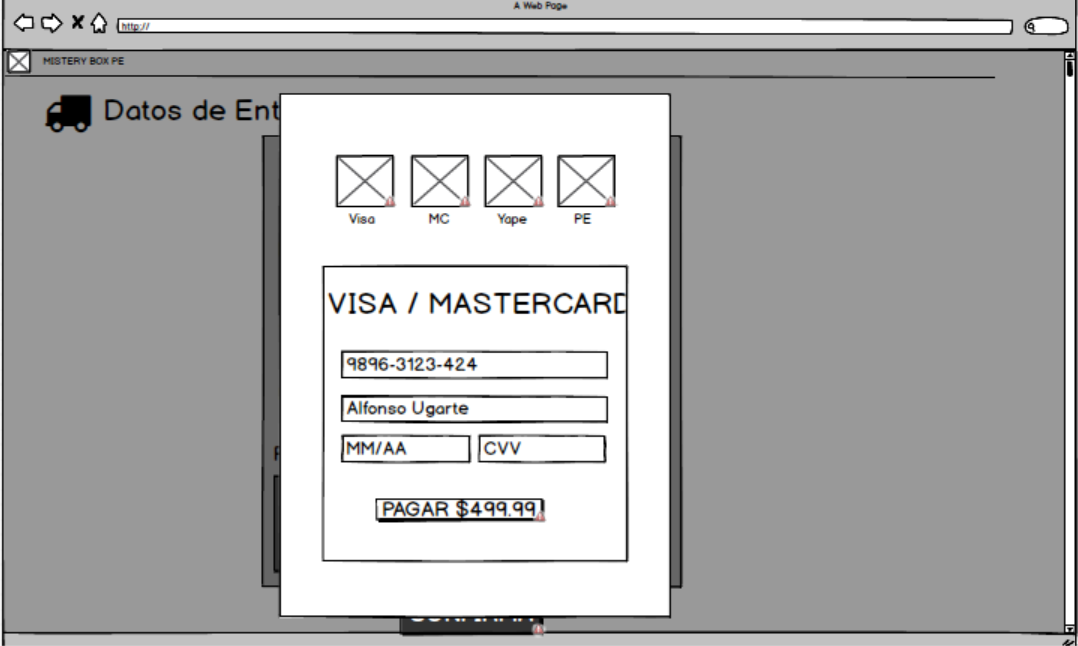 A Web Page
http://
MISTERY BOX PE
Datos de Ent
Visa MC Yape PE
VISA / MASTERCARD
9896-3123-424
Alfonso Ugarte
MM/AA CVV
PAGAR $499.99